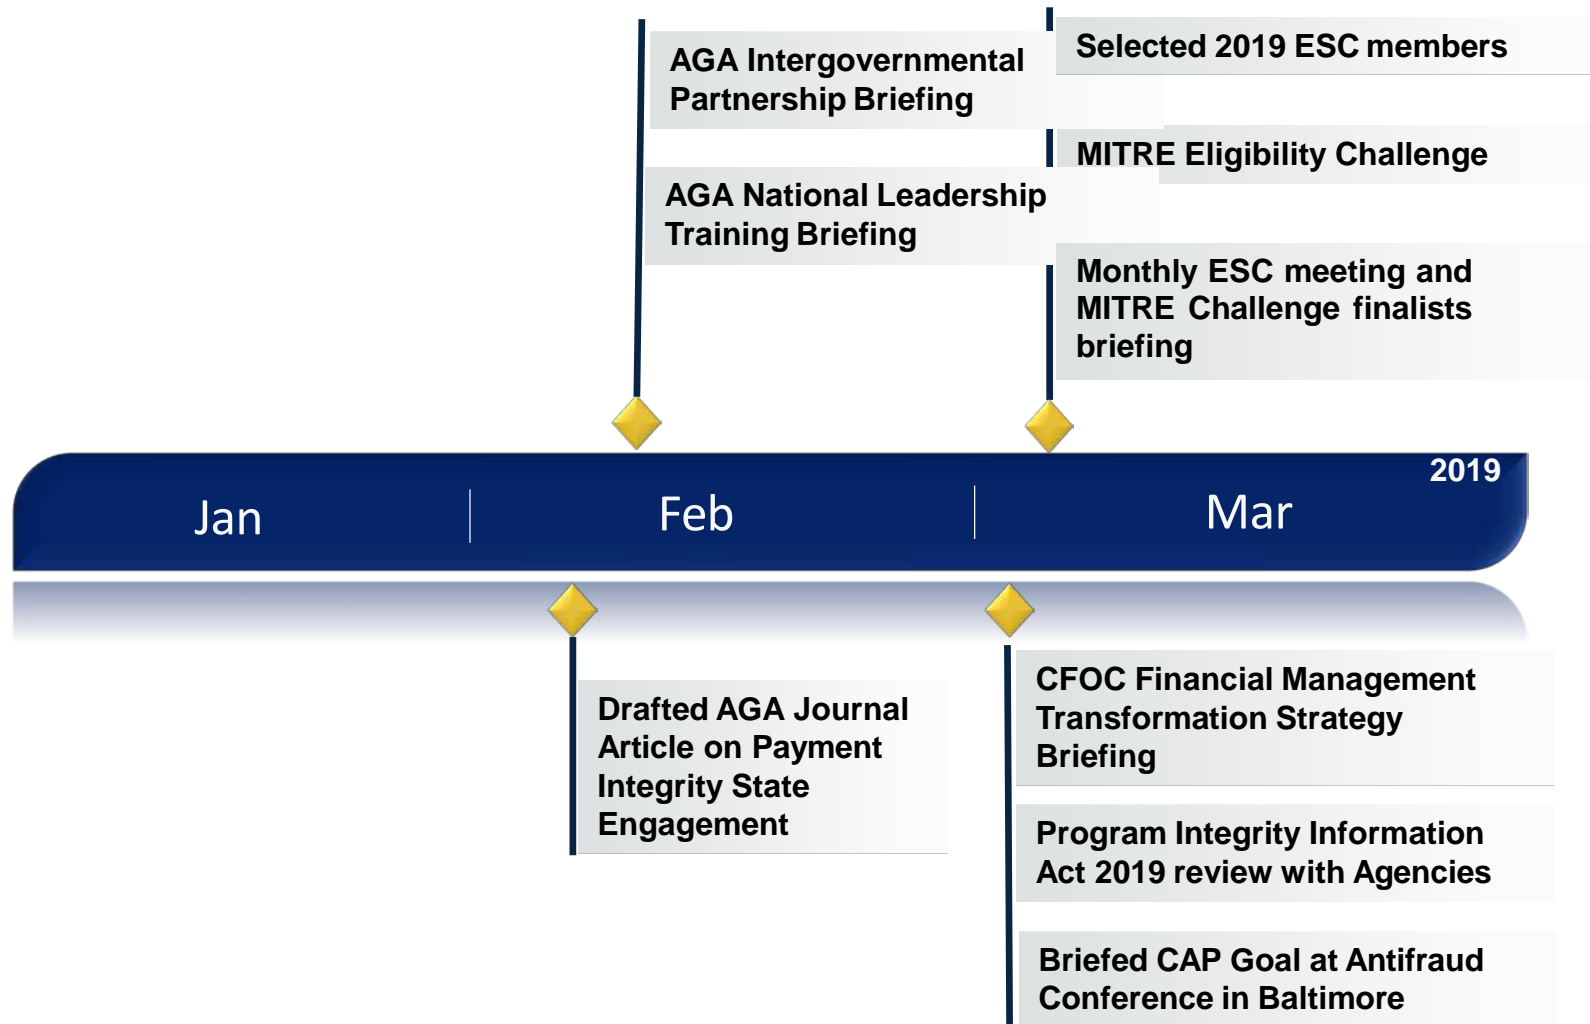 AGA Intergovernmental
Partnership Briefing
AGA National Leadership
Training Briefing
Selected 2019 ESC members
MITRE Eligibility Challenge
Monthly ESC meeting and
MITRE Challenge finalists
briefing
2019
Jan
Feb
Mar
Drafted AGA Journal
Article on Payment
Integrity State
Engagement
CFOC Financial Management
Transformation Strategy
Briefing
Program Integrity Information
Act 2019 review with Agencies
Briefed CAP Goal at Antifraud
Conference in Baltimore